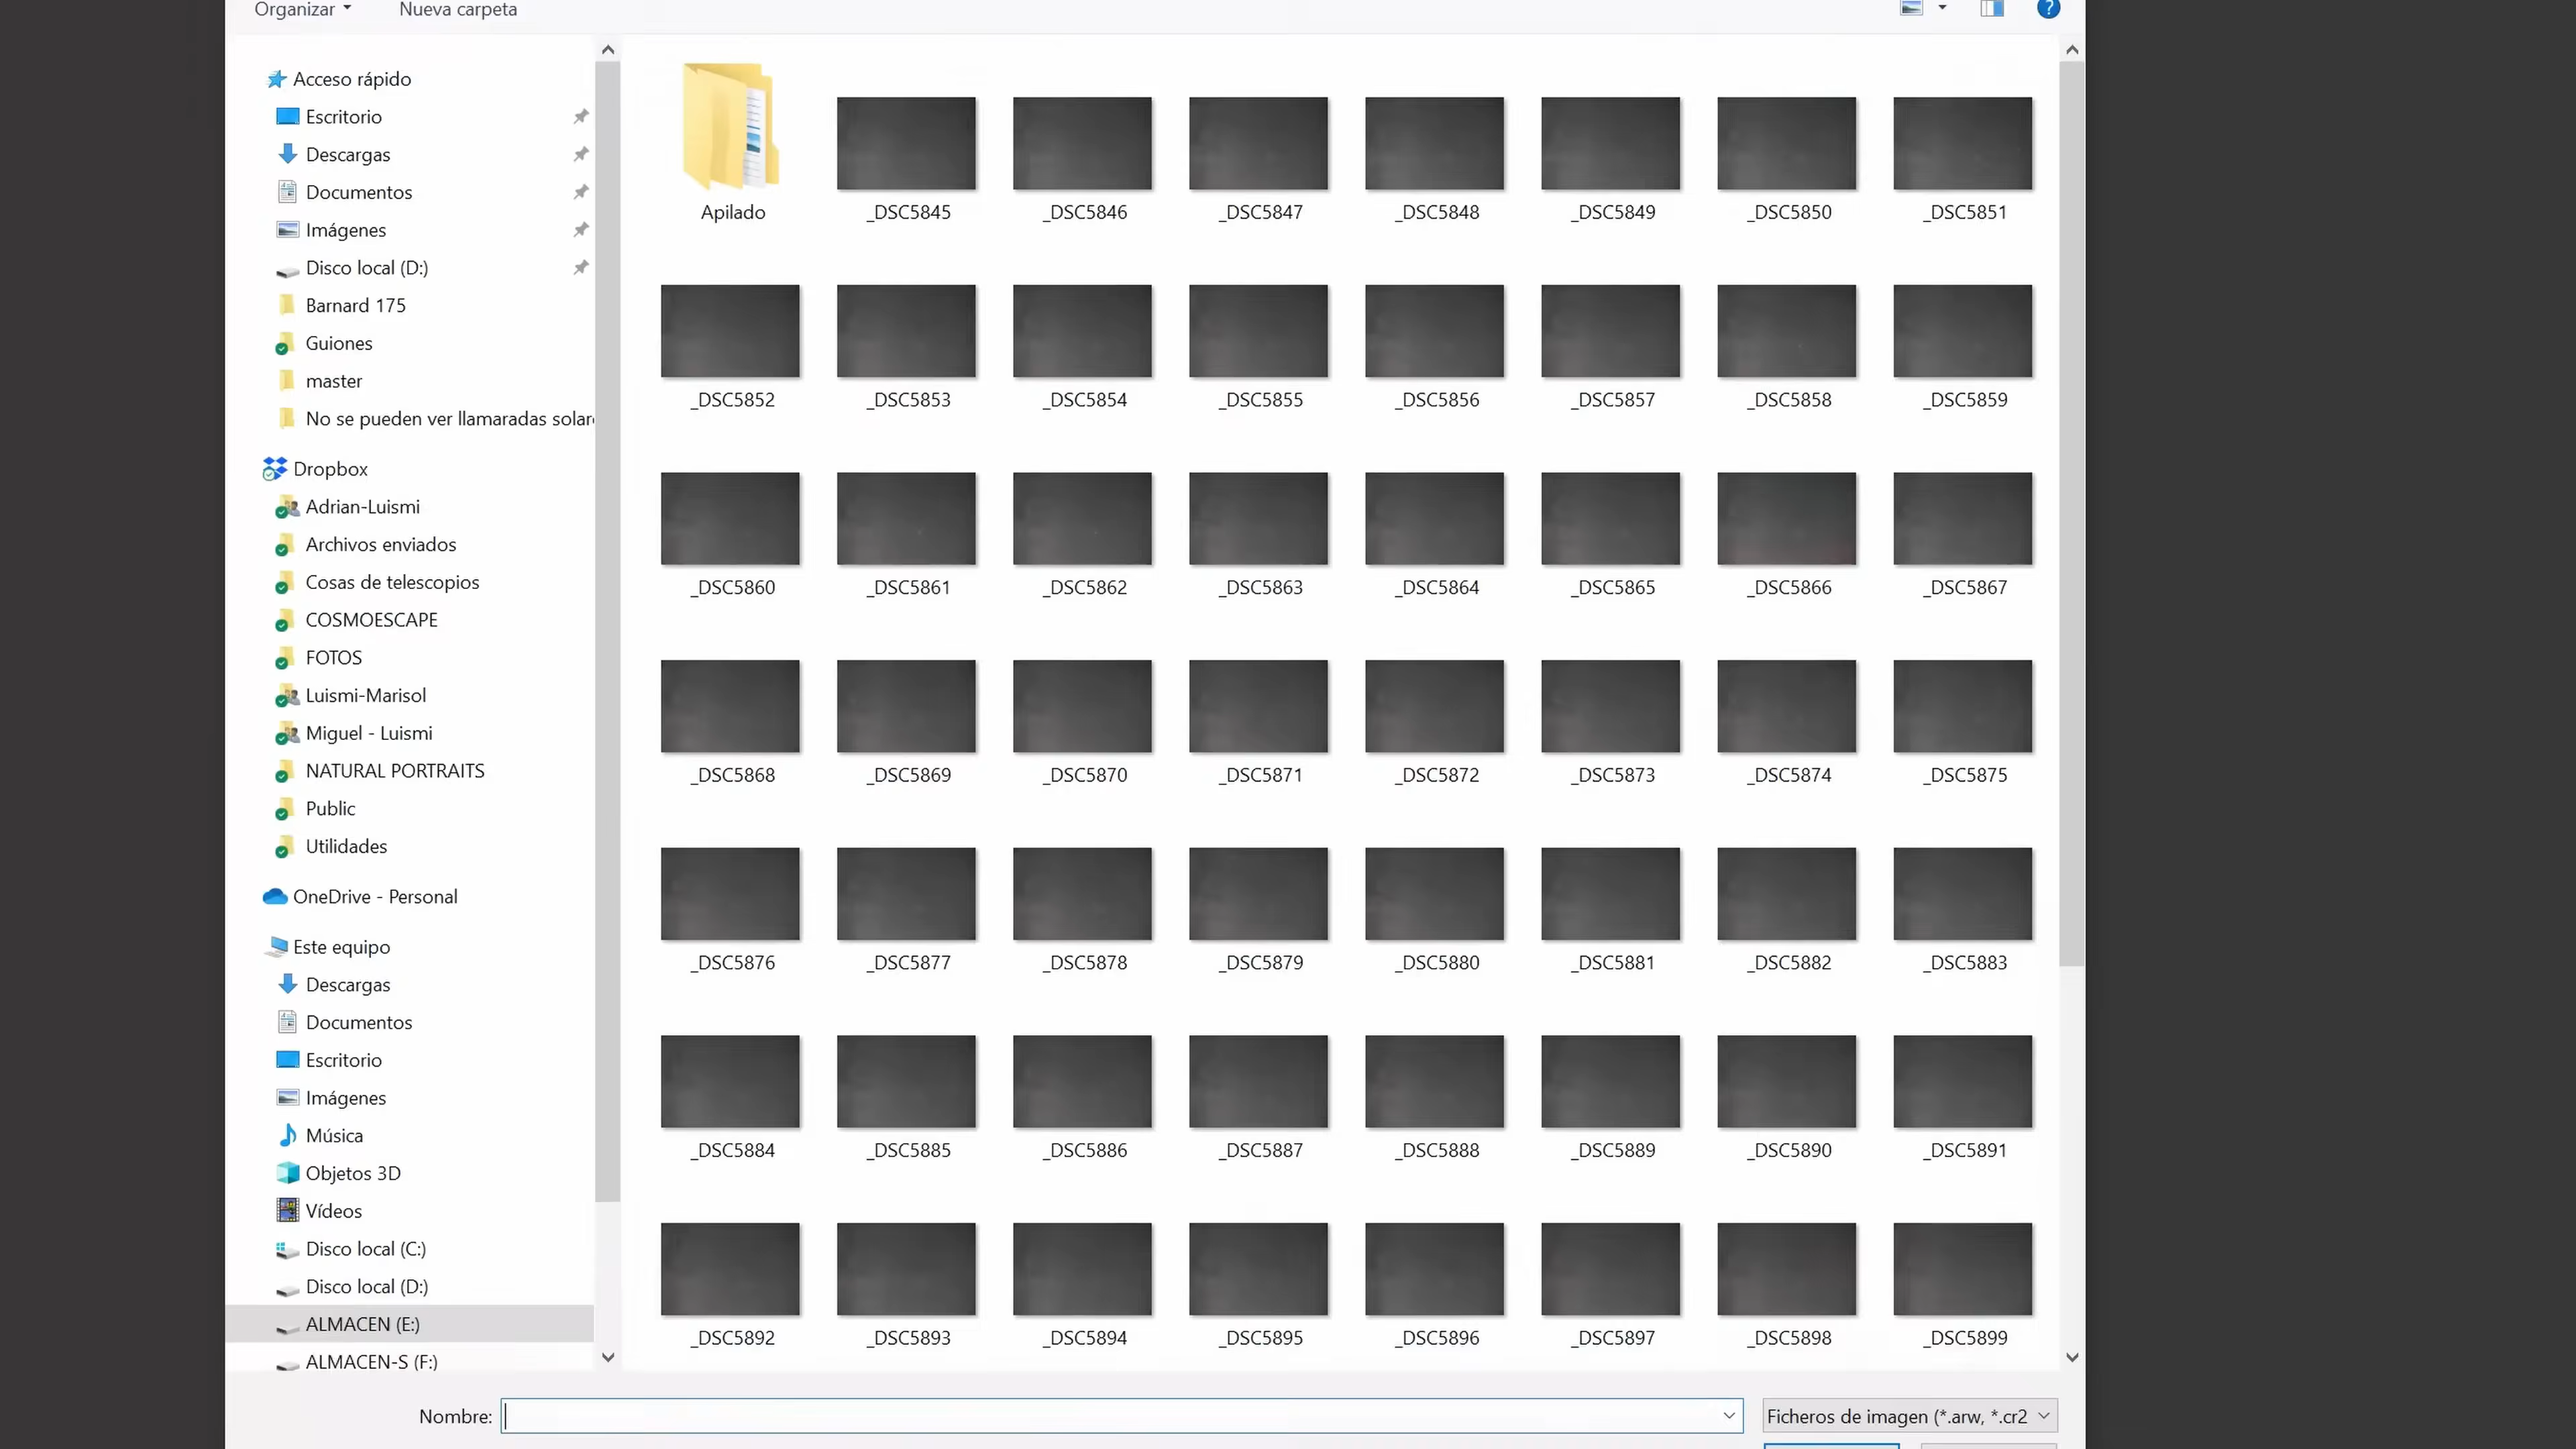 Organizar
Nueva carpeta
Acceso rápido
Escritorio
Descargas
Documentos
Imágenes
Disco local (D:)
Barnard 175
Guiones
master
No se pueden ver llamaradas solar
Dropbox
Adrian-Luismi
Archivos enviados
Cosas de telescopios
COSMOESCAPE
FOTOS
Luismi-Marisol
Miguel - Luismi
NATURAL PORTRAITS
Public
Utilidades
OneDrive - Personal
Este equipo
Descargas
Documentos
Escritorio
Imágenes
Música
Objetos 3D
Vídeos
Disco local (C:)
Disco local (D:)
ALMACEN (E:)
ALMACEN-S (F:)
Apilado _DSC5845 _DSC5846 _DSC5847 _DSC5848 _DSC5849 _DSC5850 _DSC5851
_DSC5852 _DSC5853 _DSC5854 _DSC5855 _DSC5856 _DSC5857 _DSC5858 _DSC5859
_DSC5860 _DSC5861 _DSC5862 _DSC5863 _DSC5864 _DSC5865 _DSC5866 _DSC5867
_DSC5868 _DSC5869 _DSC5870 _DSC5871 _DSC5872 _DSC5873 _DSC5874 _DSC5875
_DSC5876 _DSC5877 _DSC5878 _DSC5879 _DSC5880 _DSC5881 _DSC5882 _DSC5883
_DSC5884 _DSC5885 _DSC5886 _DSC5887 _DSC5888 _DSC5889 _DSC5890 _DSC5891
_DSC5892 _DSC5893 _DSC5894 _DSC5895 _DSC5896 _DSC5897 _DSC5898 _DSC5899
Nombre:
Ficheros de imagen (*.arw, *.cr2